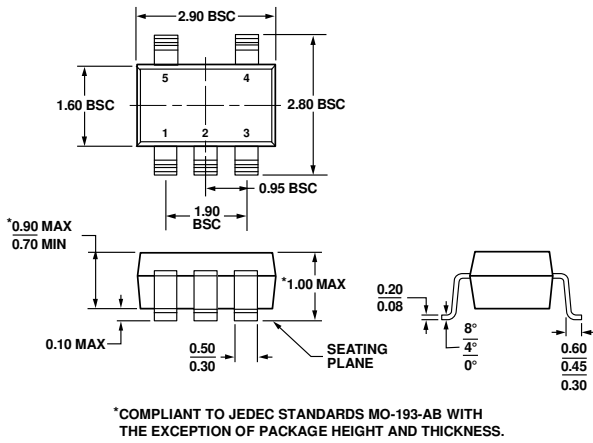 2.90 BSC
5 4
1.60 BSC
2.80 BSC
1 2 3
0.95 BSC
1.90
BSC
*0.90 MAX
0.70 MIN
*1.00 MAX
0.10 MAX
0.50
0.30
SEATING
PLANE
0.20
0.08
8°
4°
0°
0.60
0.45
0.30
*COMPLIANT TO JEDEC STANDARDS MO-193-AB WITH
THE EXCEPTION OF PACKAGE HEIGHT AND THICKNESS.